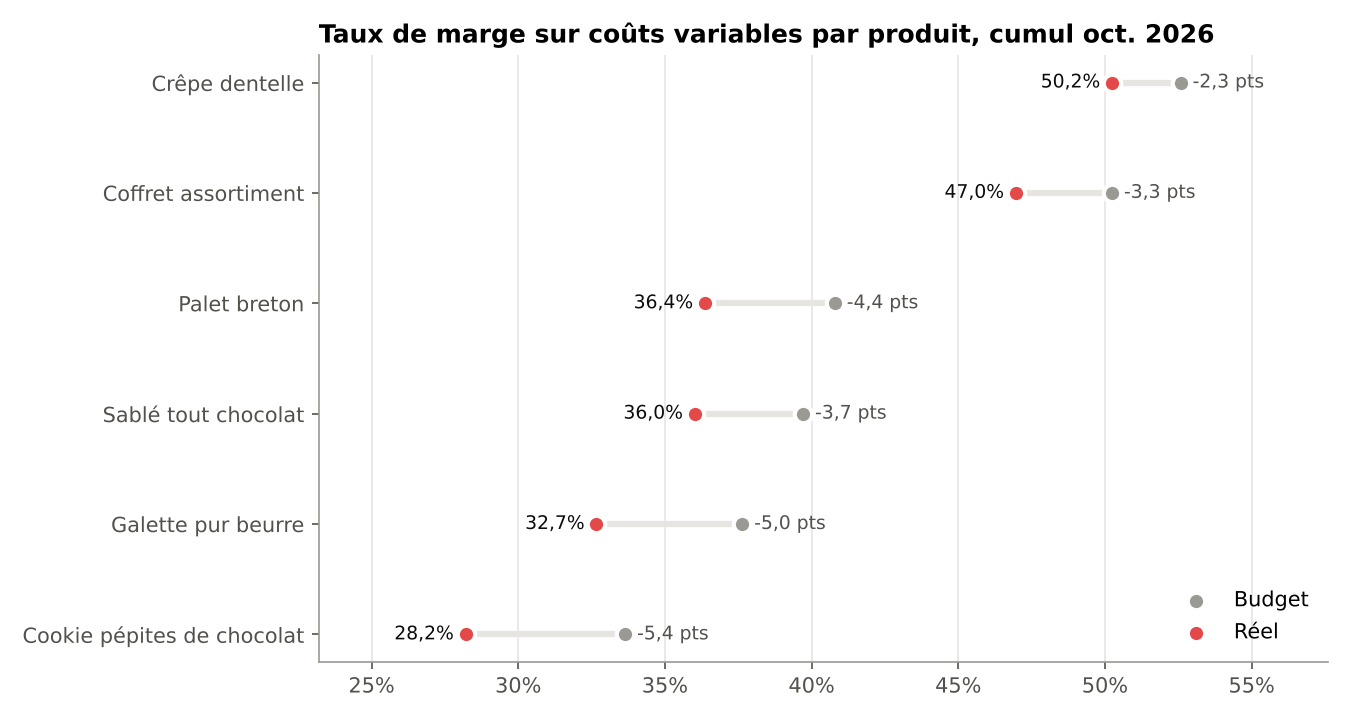 Taux de marge sur coûts variables par produit, cumul oct. 2026
Crêpe dentelle
50,2%
-2,3 pts
Coffret assortiment
47,0%
-3,3 pts
Palet breton
36,4%
-4,4 pts
Sablé tout chocolat
36,0%
-3,7 pts
Galette pur beurre
32,7%
-5,0 pts
Cookie pépites de chocolat
28,2%
-5,4 pts
Budget
Réel
25%
30%
35%
40%
45%
50%
55%